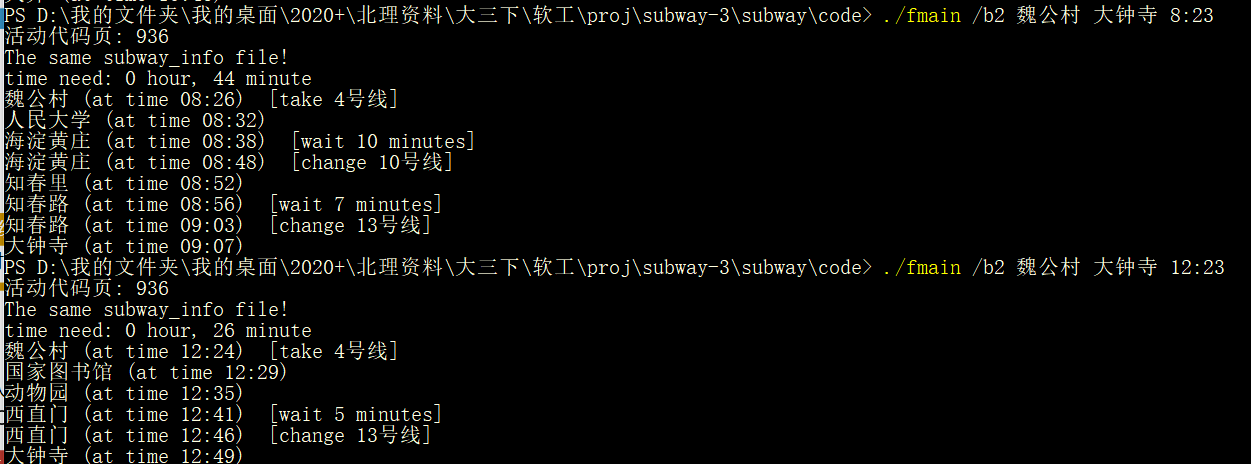 PS D:\我的文件夹\我的桌面\2020+\北理资料\大三下\软工\proj\subway-3\subway\code> ./fmain /b2 魏公村 大钟寺 8:23
活动代码页: 936
The same subway_info file!
time need: 0 hour, 44 minute
魏公村 (at time 08:26)  [take 4号线]
人民大学 (at time 08:32)
海淀黄庄 (at time 08:38)  [wait 10 minutes]
海淀黄庄 (at time 08:48)  [change 10号线]
知春里 (at time 08:52)
知春路 (at time 08:56)  [wait 7 minutes]
知春路 (at time 09:03)  [change 13号线]
大钟寺 (at time 09:07)
PS D:\我的文件夹\我的桌面\2020+\北理资料\大三下\软工\proj\subway-3\subway\code> ./fmain /b2 魏公村 大钟寺 12:23
活动代码页: 936
The same subway_info file!
time need: 0 hour, 26 minute
魏公村 (at time 12:24)  [take 4号线]
国家图书馆 (at time 12:29)
动物园 (at time 12:35)
西直门 (at time 12:41)  [wait 5 minutes]
西直门 (at time 12:46)  [change 13号线]
大钟寺 (at time 12:49)